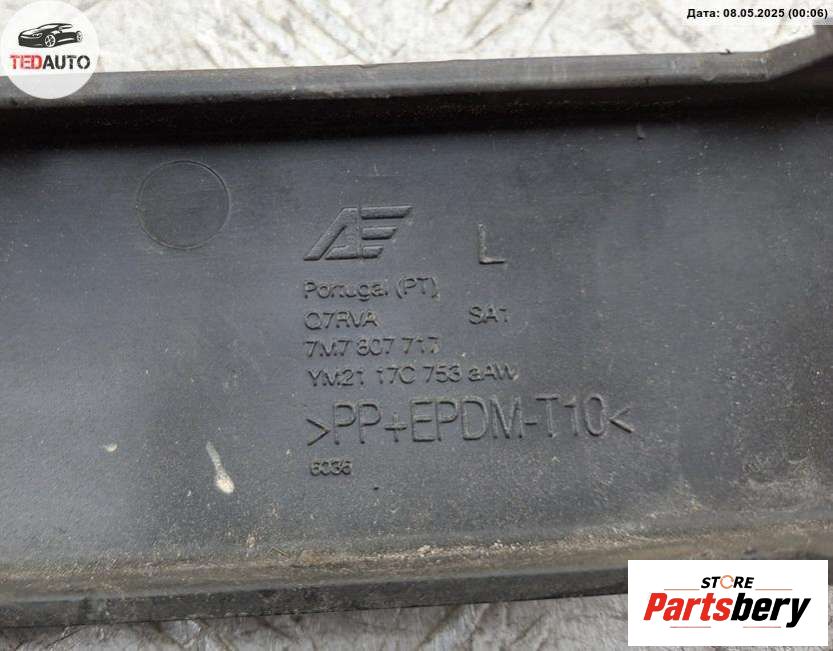 Дата: 08.05.2025 (00:06)
TEDAUTO
AE
L
Portugal (PT)
Q7RVA SA1
7M7 807 717
YM21 17C 753 aAW
>PP+EPDM-T10<
6036
STORE
Partsbery